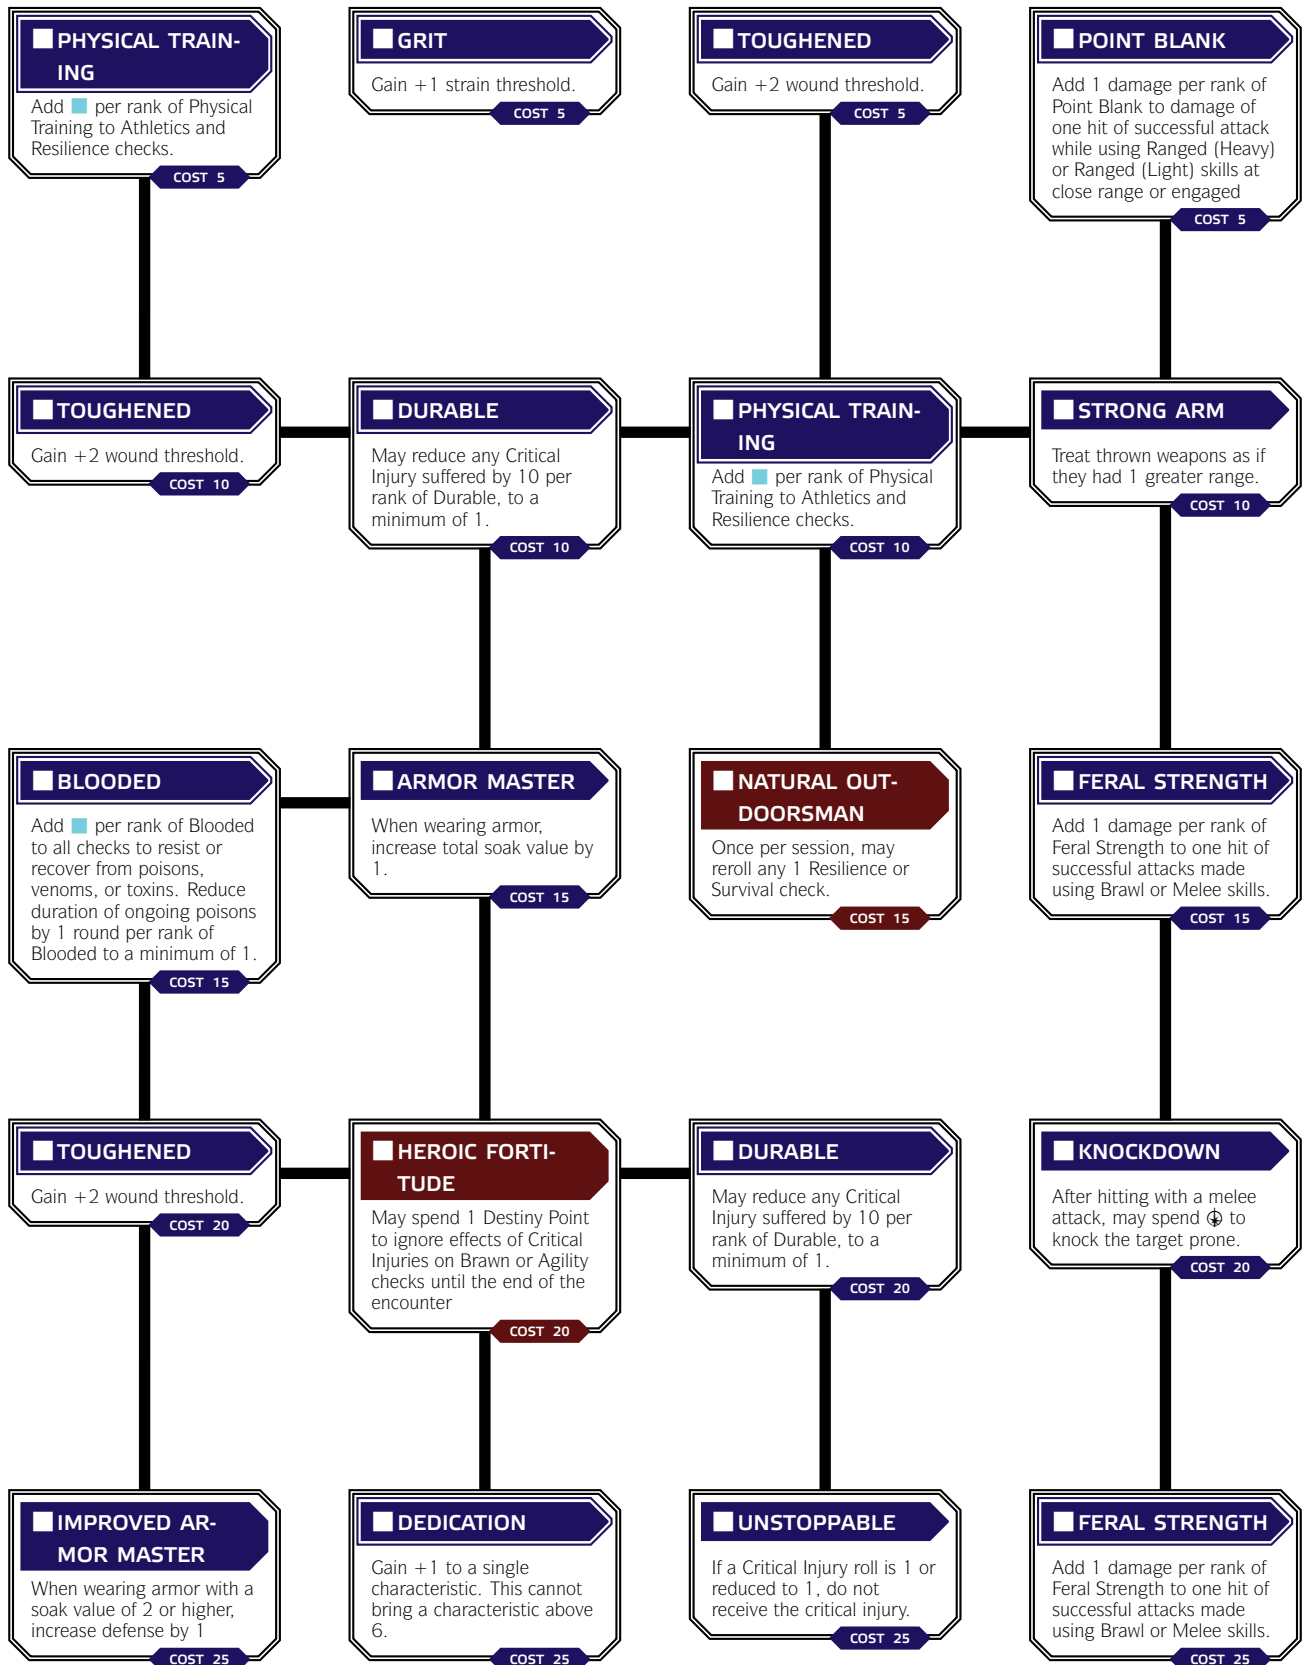 PHYSICAL TRAIN-
ING
Add per rank of Physical
Training to Athletics and
Resilience checks.
COST 5
GRIT
Gain +1 strain threshold.
COST 5
TOUGHENED
Gain +2 wound threshold.
COST 5
POINT BLANK
Add 1 damage per rank of
Point Blank to damage of
one hit of successful attack
while using Ranged (Heavy)
or Ranged (Light) skills at
close range or engaged
COST 5
TOUGHENED
Gain +2 wound threshold.
COST 10
DURABLE
May reduce any Critical
Injury suffered by 10 per
rank of Durable, to a
minimum of 1.
COST 10
PHYSICAL TRAIN-
ING
Add per rank of Physical
Training to Athletics and
Resilience checks.
COST 10
STRONG ARM
Treat thrown weapons as if
they had 1 greater range.
COST 10
BLOODED
Add per rank of Blooded
to all checks to resist or
recover from poisons,
venoms, or toxins. Reduce
duration of ongoing poisons
by 1 round per rank of
Blooded to a minimum of 1.
COST 15
ARMOR MASTER
When wearing armor,
increase total soak value by
1.
COST 15
NATURAL OUT-
DOORSMAN
Once per session, may
reroll any 1 Resilience or
Survival check.
COST 15
FERAL STRENGTH
Add 1 damage per rank of
Feral Strength to one hit of
successful attacks made
using Brawl or Melee skills.
COST 15
TOUGHENED
Gain +2 wound threshold.
COST 20
HEROIC FORTI-
TUDE
May spend 1 Destiny Point
to ignore effects of Critical
Injuries on Brawn or Agility
checks until the end of the
encounter
COST 20
DURABLE
May reduce any Critical
Injury suffered by 10 per
rank of Durable, to a
minimum of 1.
COST 20
KNOCKDOWN
After hitting with a melee
attack, may spend to
knock the target prone.
COST 20
IMPROVED AR-
MOR MASTER
When wearing armor with a
soak value of 2 or higher,
increase defense by 1
COST 25
DEDICATION
Gain +1 to a single
characteristic. This cannot
bring a characteristic above
6.
COST 25
UNSTOPPABLE
If a Critical Injury roll is 1 or
reduced to 1, do not
receive the critical injury.
COST 25
FERAL STRENGTH
Add 1 damage per rank of
Feral Strength to one hit of
successful attacks made
using Brawl or Melee skills.
COST 25